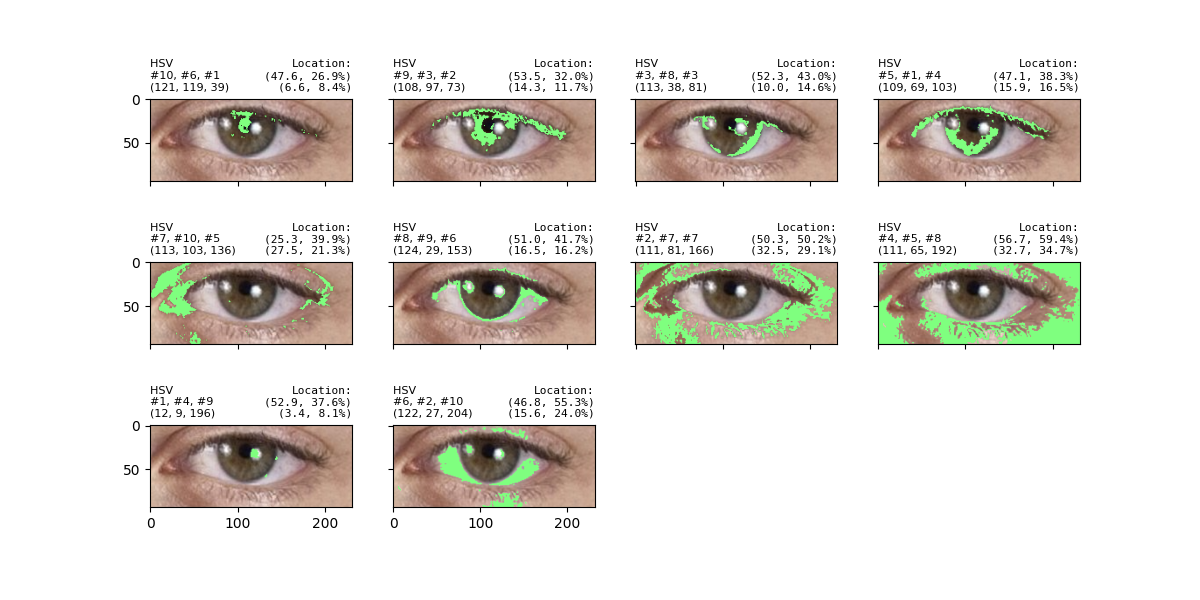 HSV Location:
#10, #6, #1 (47.6, 26.9%)
(121, 119, 39) (6.6, 8.4%)
HSV Location:
#9, #3, #2 (53.5, 32.0%)
(108, 97, 73) (14.3, 11.7%)
HSV Location:
#3, #8, #3 (52.3, 43.0%)
(113, 38, 81) (10.0, 14.6%)
HSV Location:
#5, #1, #4 (47.1, 38.3%)
(109, 69, 103) (15.9, 16.5%)
0
50
HSV Location:
#7, #10, #5 (25.3, 39.9%)
(113, 103, 136) (27.5, 21.3%)
HSV Location:
#8, #9, #6 (51.0, 41.7%)
(124, 29, 153) (16.5, 16.2%)
HSV Location:
#2, #7, #7 (50.3, 50.2%)
(111, 81, 166) (32.5, 29.1%)
HSV Location:
#4, #5, #8 (56.7, 59.4%)
(111, 65, 192) (32.7, 34.7%)
0
50
HSV Location:
#1, #4, #9 (52.9, 37.6%)
(12, 9, 196) (3.4, 8.1%)
HSV Location:
#6, #2, #10 (46.8, 55.3%)
(122, 27, 204) (15.6, 24.0%)
0
50
0 100 200
0 100 200